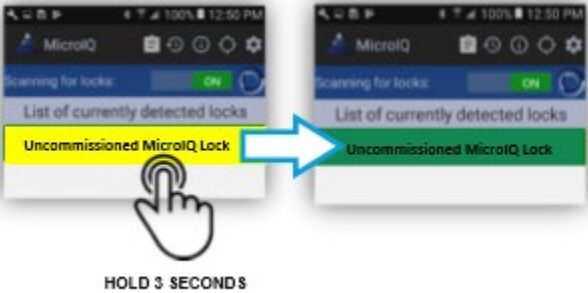 100% 12:50 PM
MicroIQ
Scanning for locks: ON
List of currently detected locks
Uncommissioned MicroIQ Lock
HOLD 3 SECONDS
100% 12:50 PM
MicroIQ
Scanning for locks: ON
List of currently detected locks
Uncommissioned MicroIQ Lock